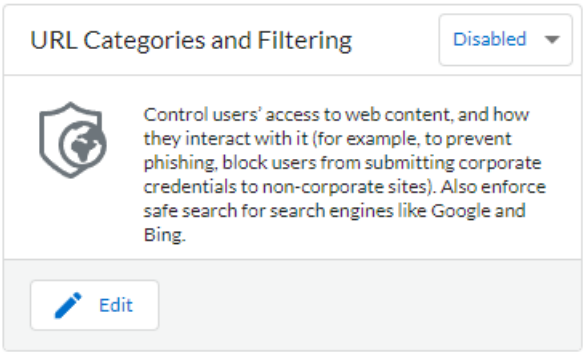 URL Categories and Filtering
Disabled
Control users’ access to web content, and how
they interact with it (for example, to prevent
phishing, block users from submitting corporate
credentials to non-corporate sites). Also enforce
safe search for search engines like Google and
Bing.
Edit